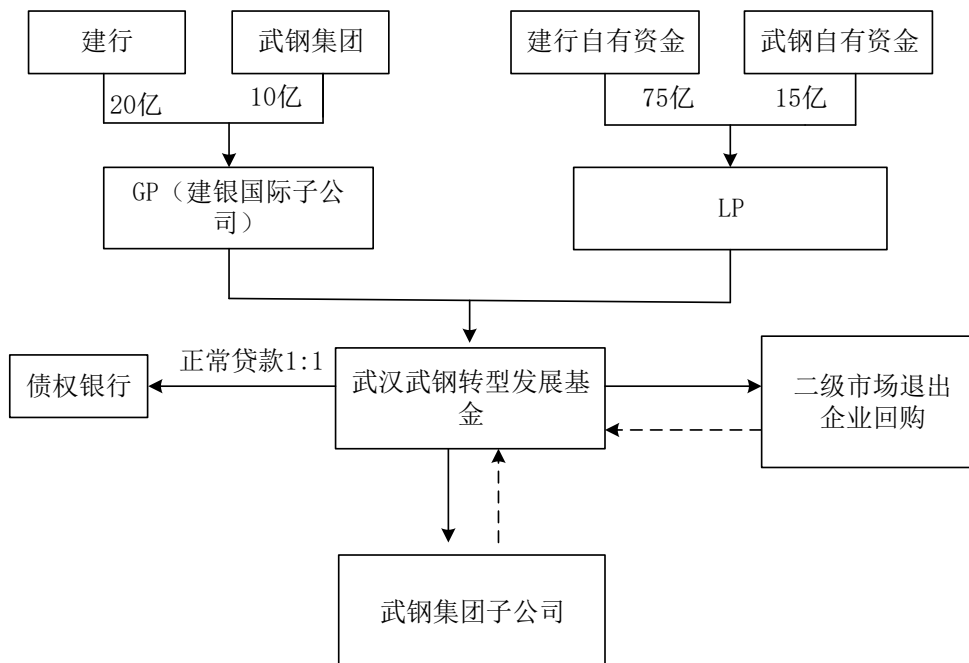 建行
武钢集团
建行自有资金
武钢自有资金
20亿
10亿
75亿
15亿
GP（建银国际子公
司）
LP
正常贷款1:1
债权银行
武汉武钢转型发展基
金
二级市场退出
企业回购
武钢集团子公司